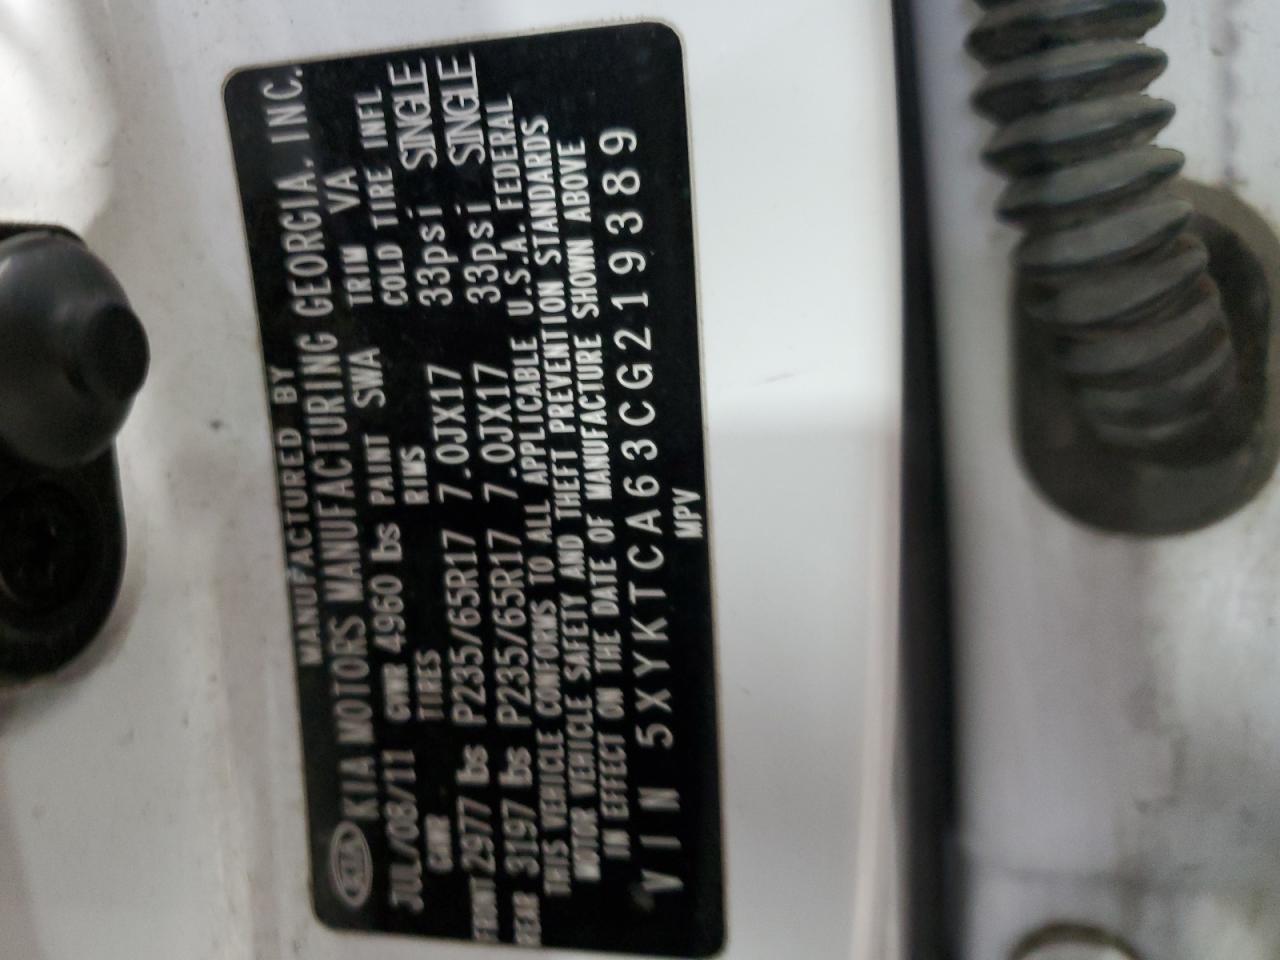 MANUFACTURED BY
KIA KIA MOTORS MANUFACTURING GEORGIA, INC.
JUL/08/11 GVWR 4960 lbs PAINT SWA TRIM VA
GAWR TIRES RIMS COLD TIRE INFL
FRONT 2977 lbs P235/65R17 7.0JX17 33psi SINGLE
REAR 3197 lbs P235/65R17 7.0JX17 33psi SINGLE
THIS VEHICLE CONFORMS TO ALL APPLICABLE U.S.A. FEDERAL
MOTOR VEHICLE SAFETY AND THEFT PREVENTION STANDARDS
IN EFFECT ON THE DATE OF MANUFACTURE SHOWN ABOVE
VIN 5XYKTCA63CG219389
MPV